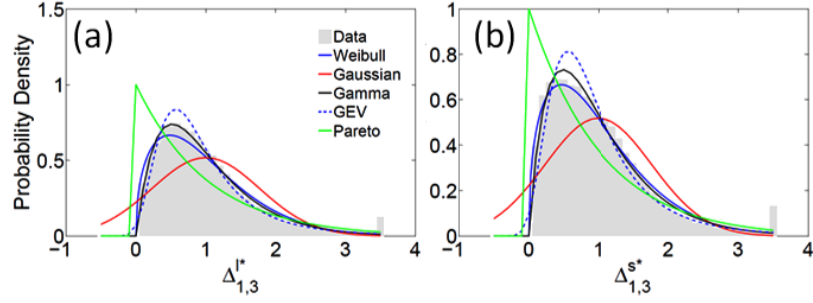 (a)
Data
Weibull
Gaussian
Gamma
GEV
Pareto
Probability Density
1.5
1
0.5
0
−1 0 1 2 3 4
Δ^{l*}_{1,3}
(b)
1
0.8
0.6
0.4
0.2
0
−1 0 1 2 3 4
Δ^{s*}_{1,3}